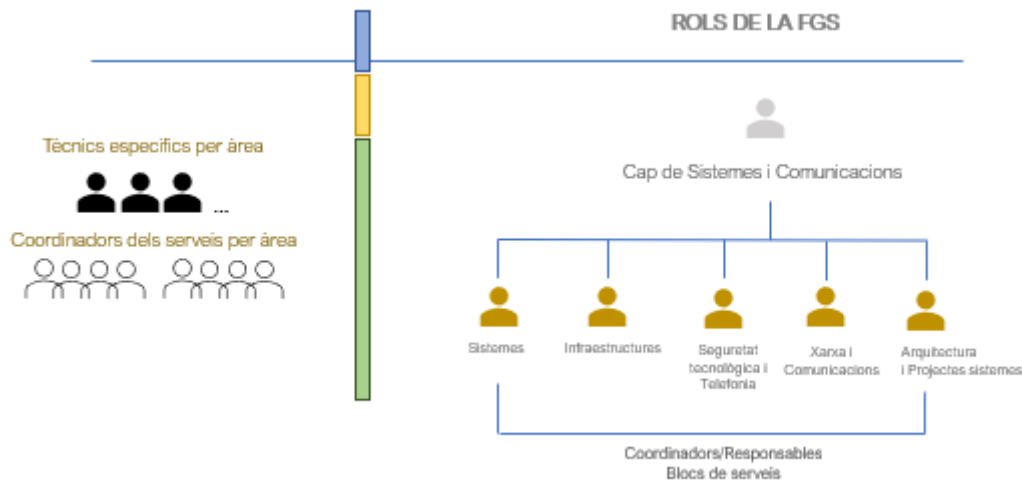 ROLS DE LA FGS
Tècnics específics per àrea
...
Coordinadors dels serveis per àrea
Cap de Sistemes i Comunicacions
Sistemes
Infraestructures
Seguretat
tecnològica i
Telefonia
Xarxa i
Comunicacions
Arquitectura
i Projectes sistemes
Coordinadors/Responsables
Blocs de serveis